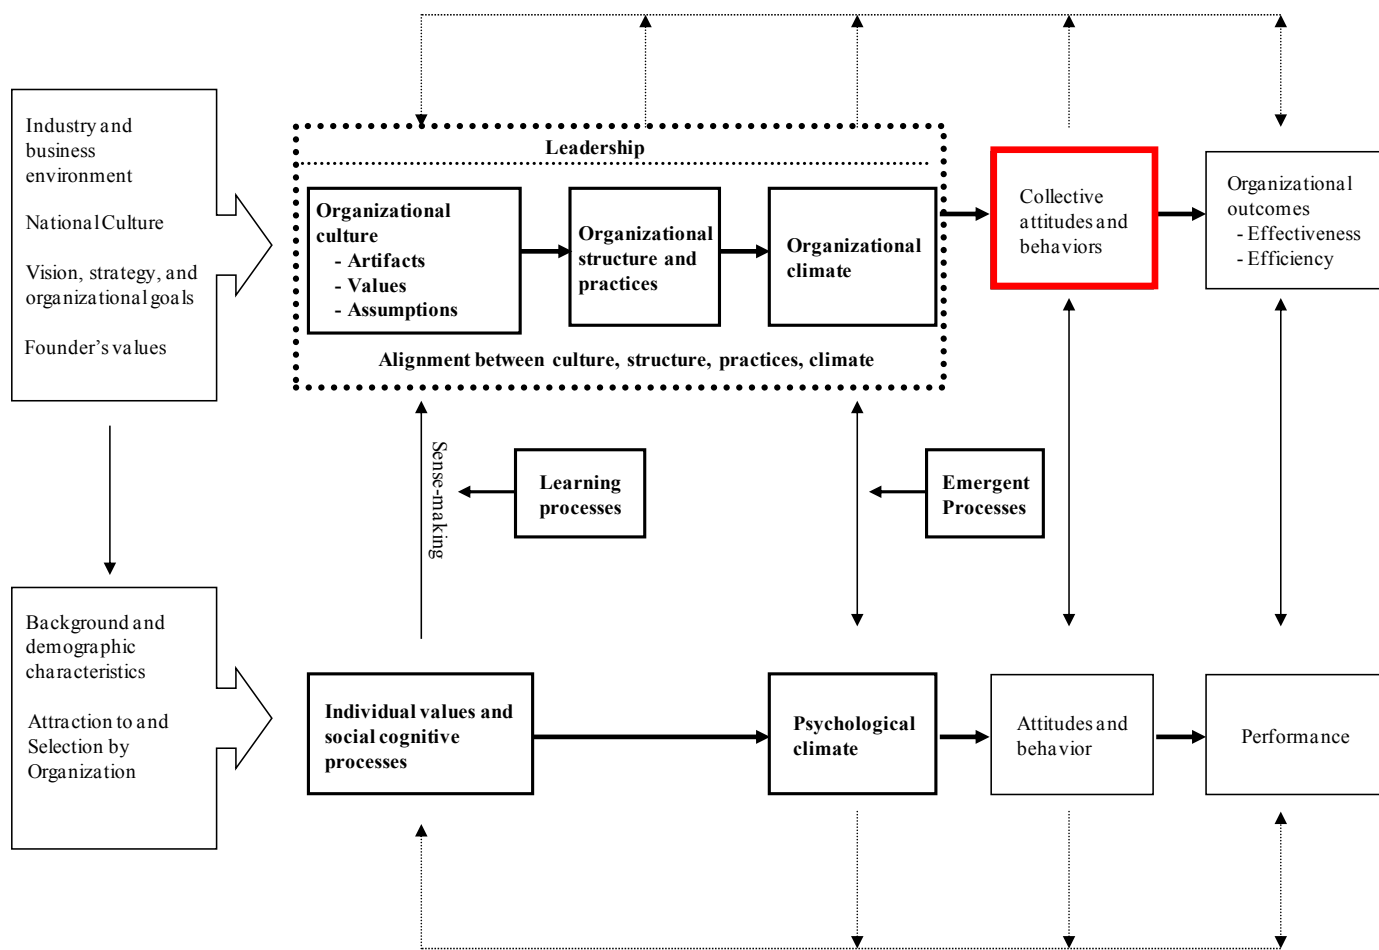 Industry and
business
environment
National Culture
Vision, strategy, and
organizational goals
Founder's values
Leadership
Organizational
culture
- Artifacts
- Values
- Assumptions
Organizational
structure and
practices
Organizational
climate
Alignment between culture, structure, practices, climate
Collective
attitudes and
behaviors
Organizational
outcomes
- Effectiveness
- Efficiency
Sense-making
Learning
processes
Emergent
Processes
Background and
demographic
characteristics
Attraction to and
Selection by
Organization
Individual values and
social cognitive
processes
Psychological
climate
Attitudes and
behavior
Performance